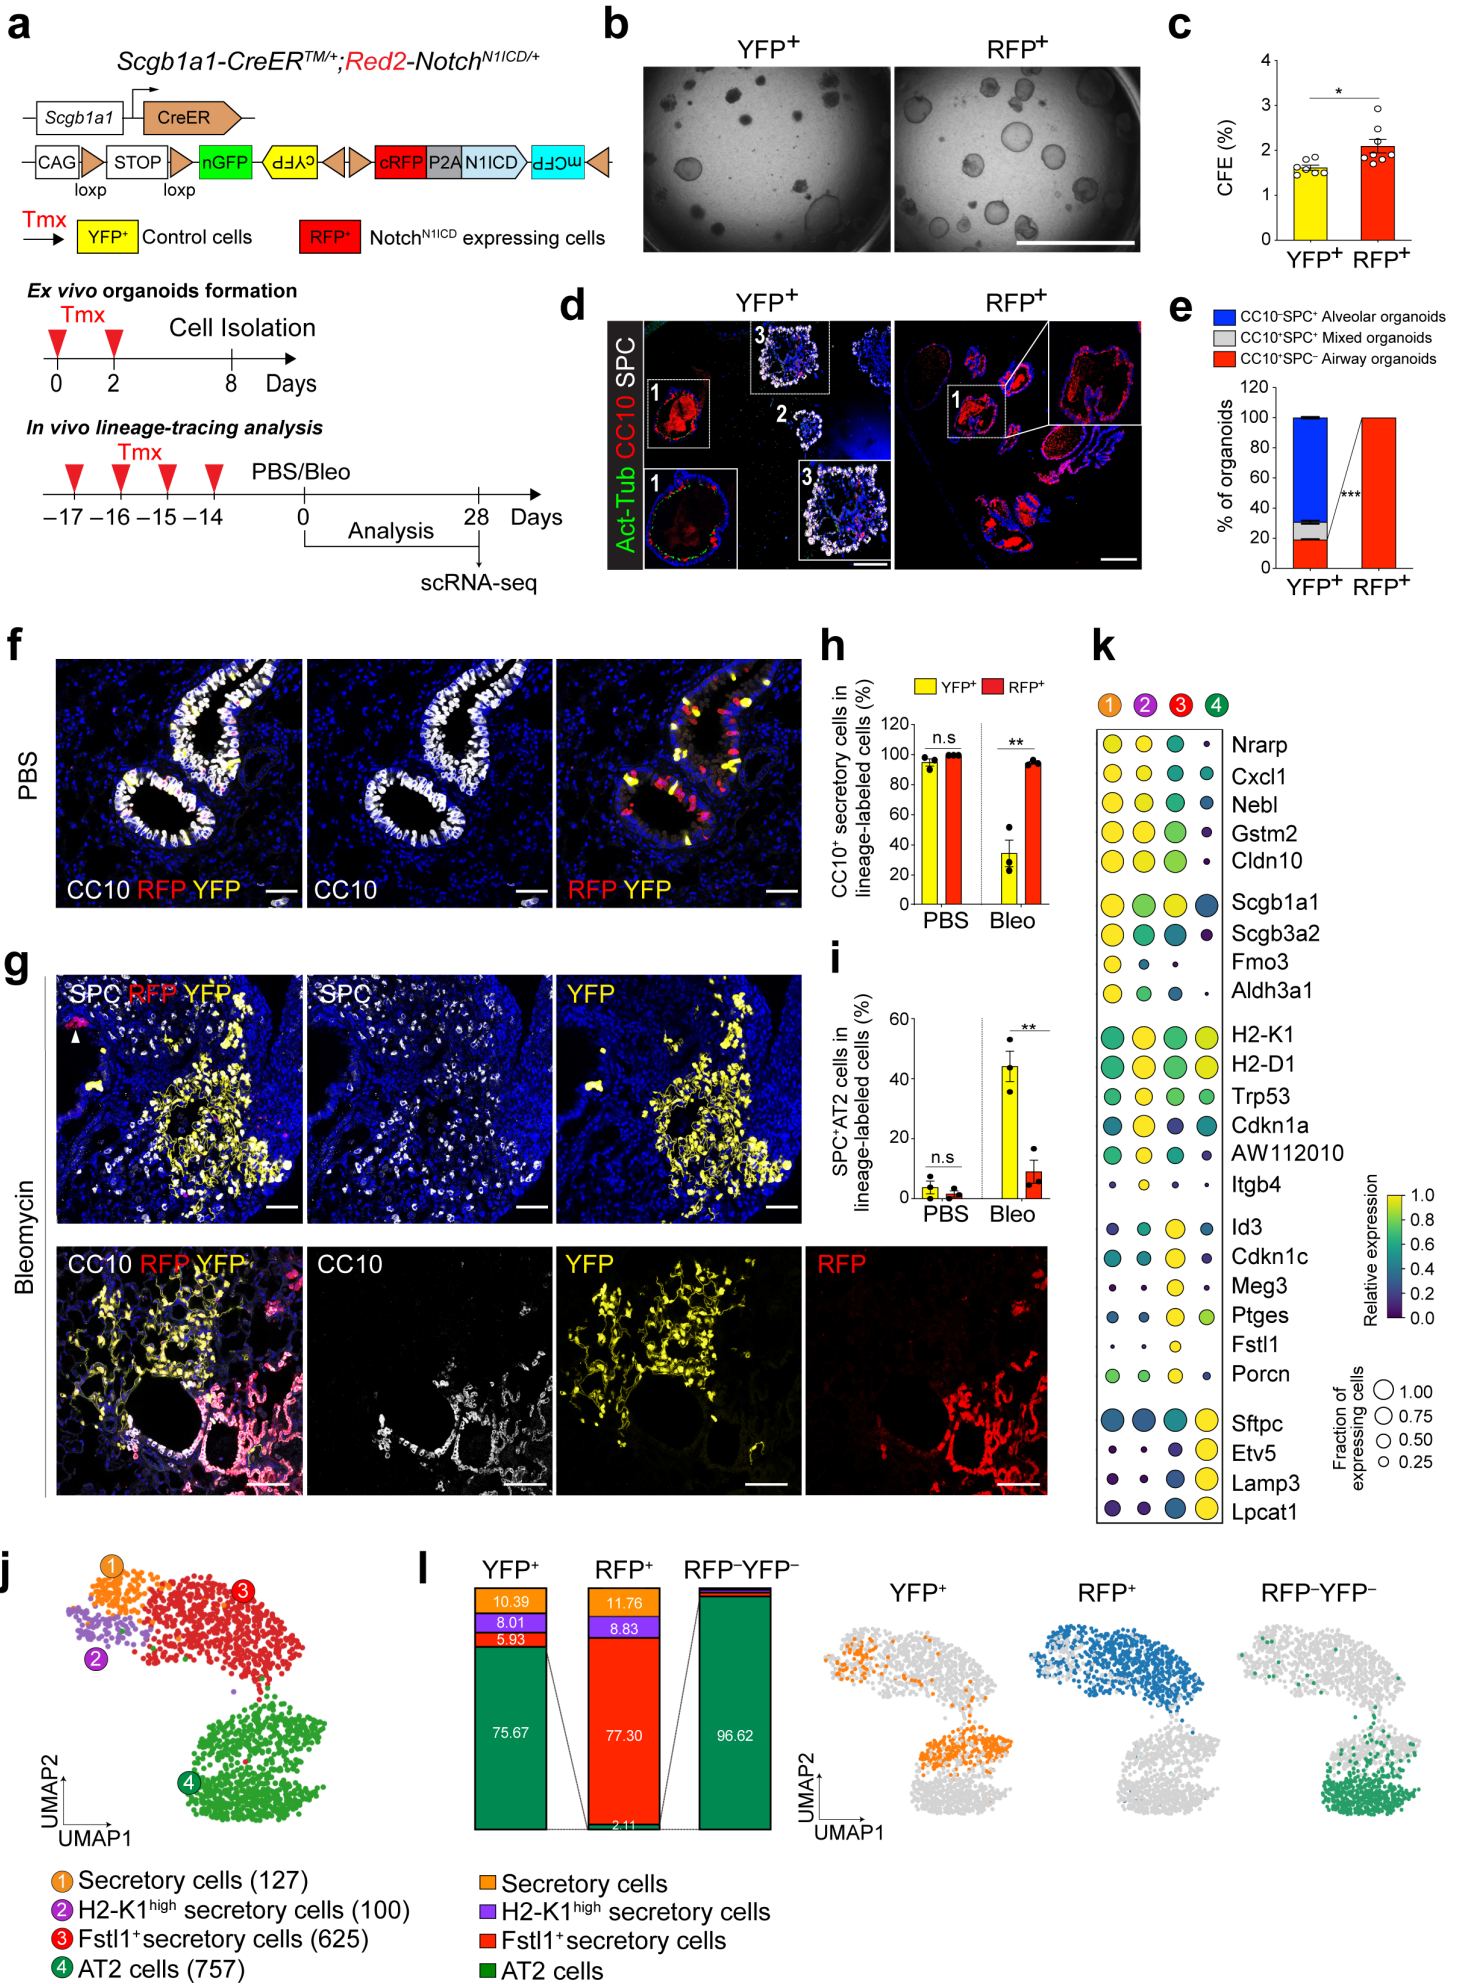 a
Scgb1a1-CreERTM/+;Red2-NotchN1ICD/+
Scgb1a1
CreER
CAG
STOP
nGFP
cYFP
cRFP
P2A
N1ICD
mCFP
loxp
loxp
Tmx
YFP+
Control cells
RFP+
NotchN1ICD expressing cells
Ex vivo organoids formation
Tmx
Cell Isolation
0
2
8
Days
In vivo lineage-tracing analysis
Tmx
PBS/Bleo
–17
–16
–15
–14
0
28
Days
Analysis
scRNA-seq
b
YFP+
RFP+
c
CFE (%)
4
3
2
1
0
*
YFP+
RFP+
d
YFP+
RFP+
Act-Tub CC10 SPC
1
3
2
1
3
1
e
CC10–SPC+ Alveolar organoids
CC10+SPC+ Mixed organoids
CC10+SPC– Airway organoids
% of organoids
120
100
80
60
40
20
0
***
YFP+
RFP+
f
PBS
CC10 RFP YFP
CC10
RFP YFP
g
Bleomycin
SPC RFP YFP
SPC
YFP
CC10 RFP YFP
CC10
YFP
RFP
h
YFP+
RFP+
CC10+ secretory cells in
lineage-labeled cells (%)
120
100
80
60
40
20
0
n.s
**
PBS
Bleo
i
SPC+AT2 cells in
lineage-labeled cells (%)
60
40
20
0
n.s
**
PBS
Bleo
k
1
2
3
4
Nrarp
Cxcl1
Nebl
Gstm2
Cldn10
Scgb1a1
Scgb3a2
Fmo3
Aldh3a1
H2-K1
H2-D1
Trp53
Cdkn1a
AW112010
Itgb4
Id3
Cdkn1c
Meg3
Ptges
Fstl1
Porcn
Sftpc
Etv5
Lamp3
Lpcat1
Relative expression
1.0
0.8
0.6
0.4
0.2
0.0
Fraction of
expressing cells
1.00
0.75
0.50
0.25
j
1
2
3
4
UMAP2
UMAP1
1 Secretory cells (127)
2 H2-K1high secretory cells (100)
3 Fstl1+ secretory cells (625)
4 AT2 cells (757)
l
YFP+
RFP+
RFP–YFP–
10.39
8.01
5.93
75.67
11.76
8.83
77.30
2.11
96.62
Secretory cells
H2-K1high secretory cells
Fstl1+ secretory cells
AT2 cells
YFP+
RFP+
RFP–YFP–
UMAP2
UMAP1